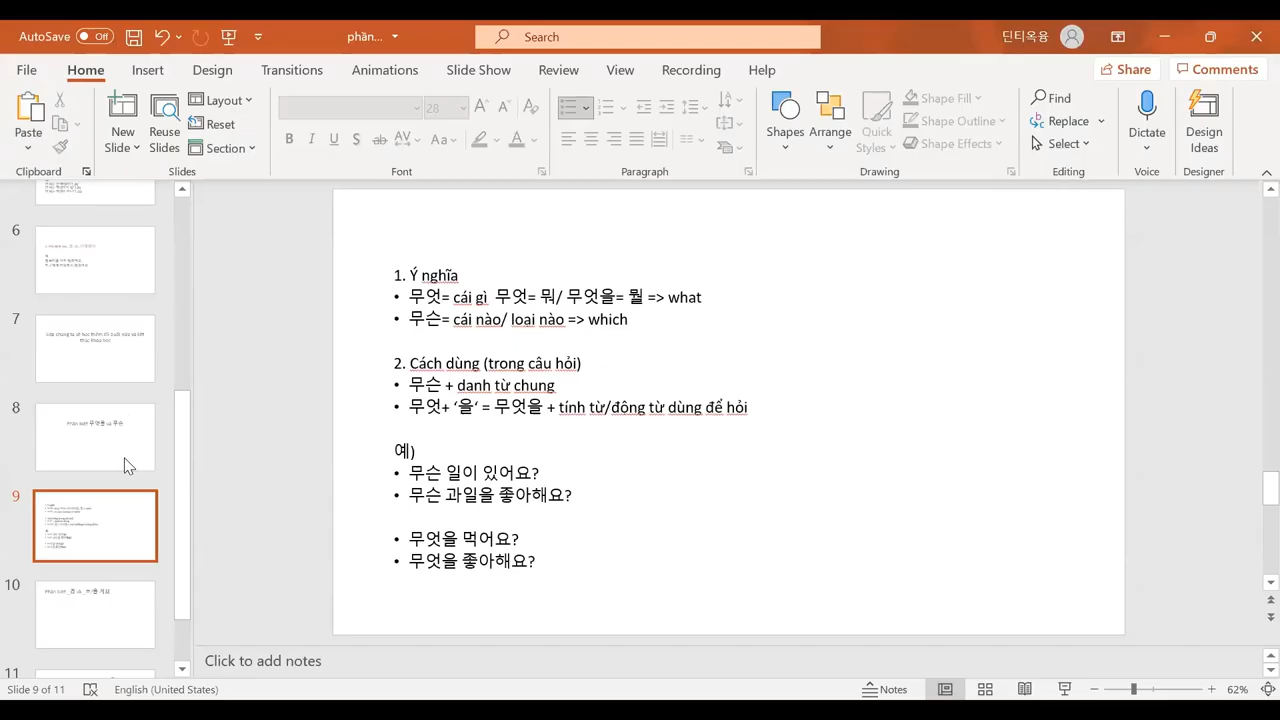 AutoSave Off phần... Search 딘티옥용
File Home Insert Design Transitions Animations Slide Show Review View Recording Help Share Comments
Paste New Slide Reuse Slides Layout Reset Section 28 Shapes Arrange Quick Styles Shape Fill Shape Outline Shape Effects Find Replace Select Dictate Design Ideas
Clipboard Slides Font Paragraph Drawing Editing Voice Designer
6
7
8
9
10
11
1. Ý nghĩa
• 무엇= cái gì 무엇= 뭐/ 무엇을= 뭘 => what
• 무슨= cái nào/ loại nào => which
2. Cách dùng (trong câu hỏi)
• 무슨 + danh từ chung
• 무엇+ ‘을‘ = 무엇을 + tính từ/đông từ dùng để hỏi
예)
• 무슨 일이 있어요?
• 무슨 과일을 좋아해요?
• 무엇을 먹어요?
• 무엇을 좋아해요?
Click to add notes
Slide 9 of 11 English (United States) Notes 62%